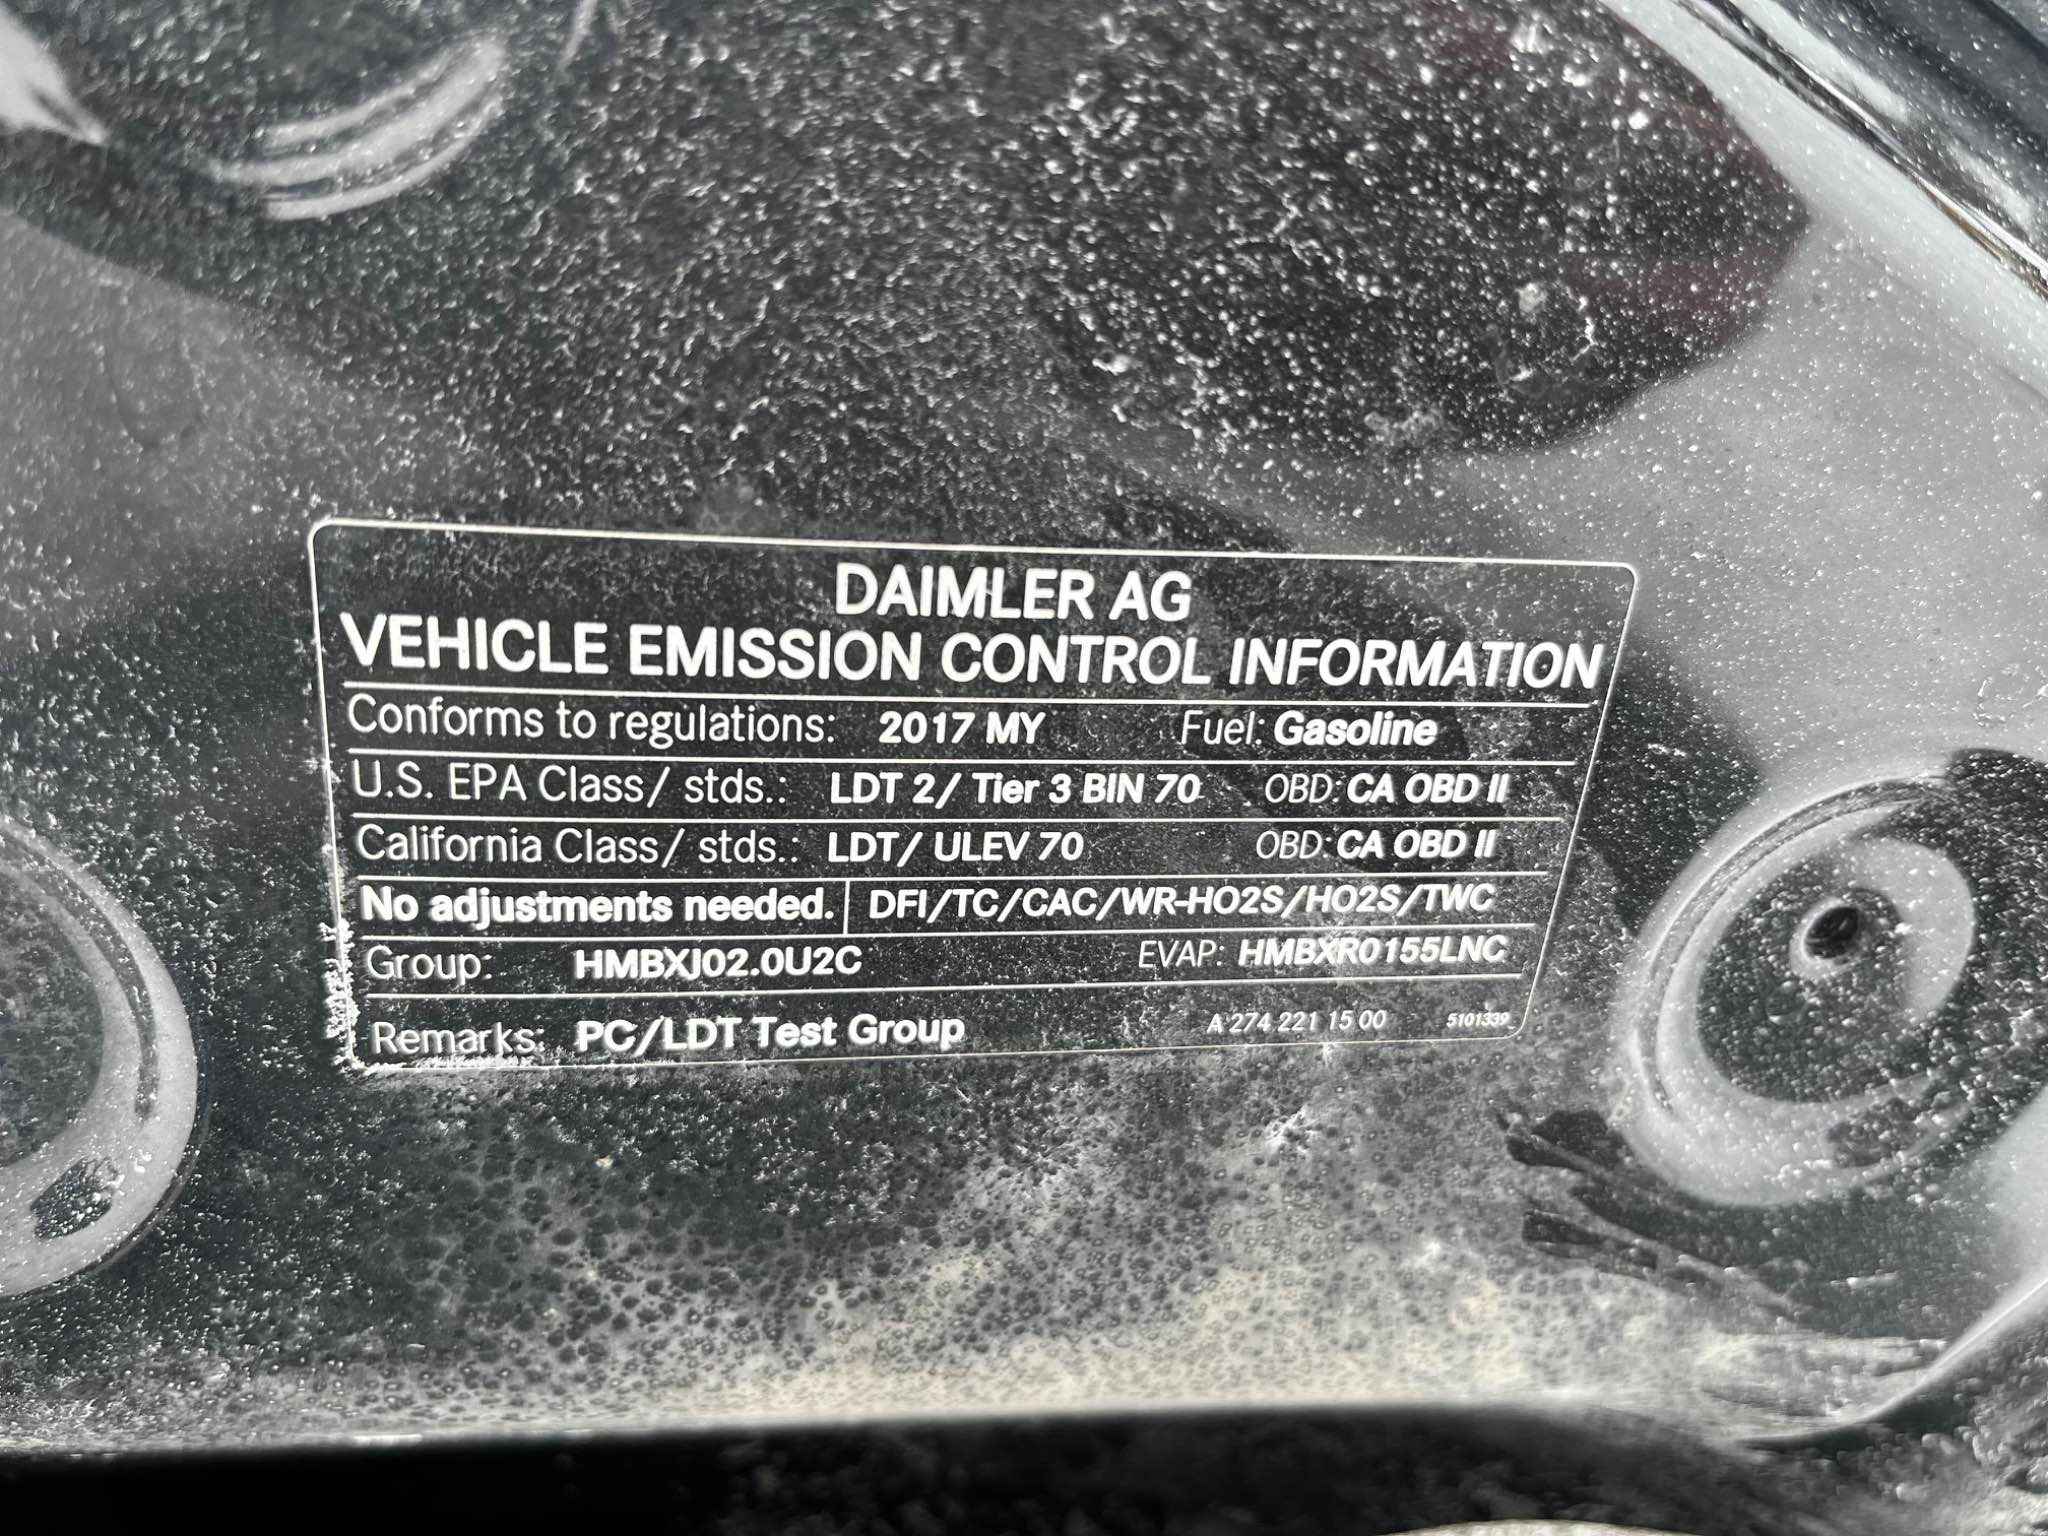 DAIMLER AG
VEHICLE EMISSION CONTROL INFORMATION
Conforms to regulations: 2017 MY Fuel: Gasoline
U.S. EPA Class/ stds.: LDT 2/ Tier 3 BIN 70 OBD: CA OBD II
California Class/ stds.: LDT/ ULEV 70 OBD: CA OBD II
No adjustments needed. DFI/TC/CAC/WR-HO2S/HO2S/TWC
Group: HMBXJ02.0U2C EVAP: HMBXR0155LNC
Remarks: PC/LDT Test Group A 274 221 15 00 5101339